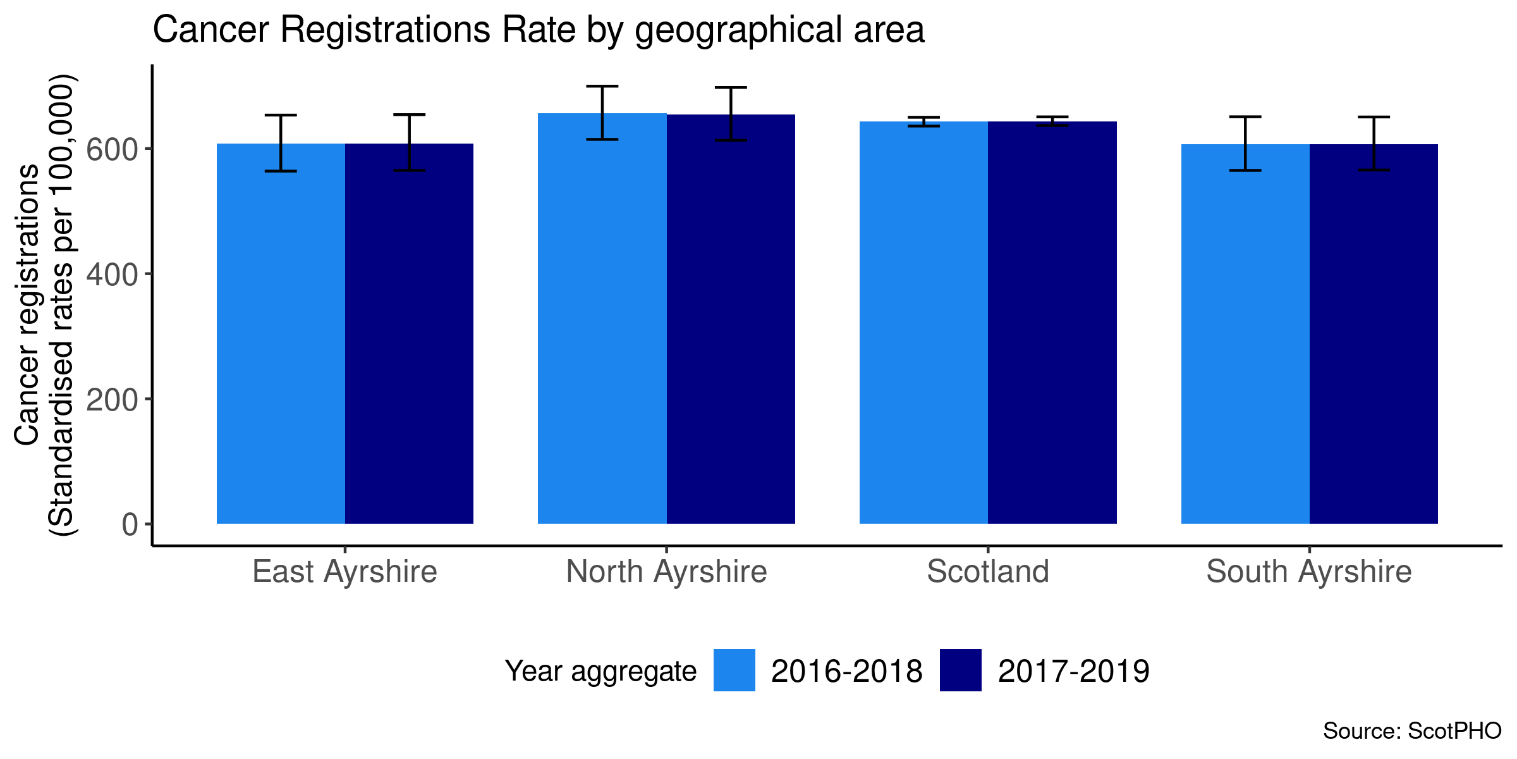 Cancer Registrations Rate by geographical area
Cancer registrations
(Standardised rates per 100,000)
600
400
200
0
East Ayrshire North Ayrshire Scotland South Ayrshire
Year aggregate 2016-2018 2017-2019
Source: ScotPHO